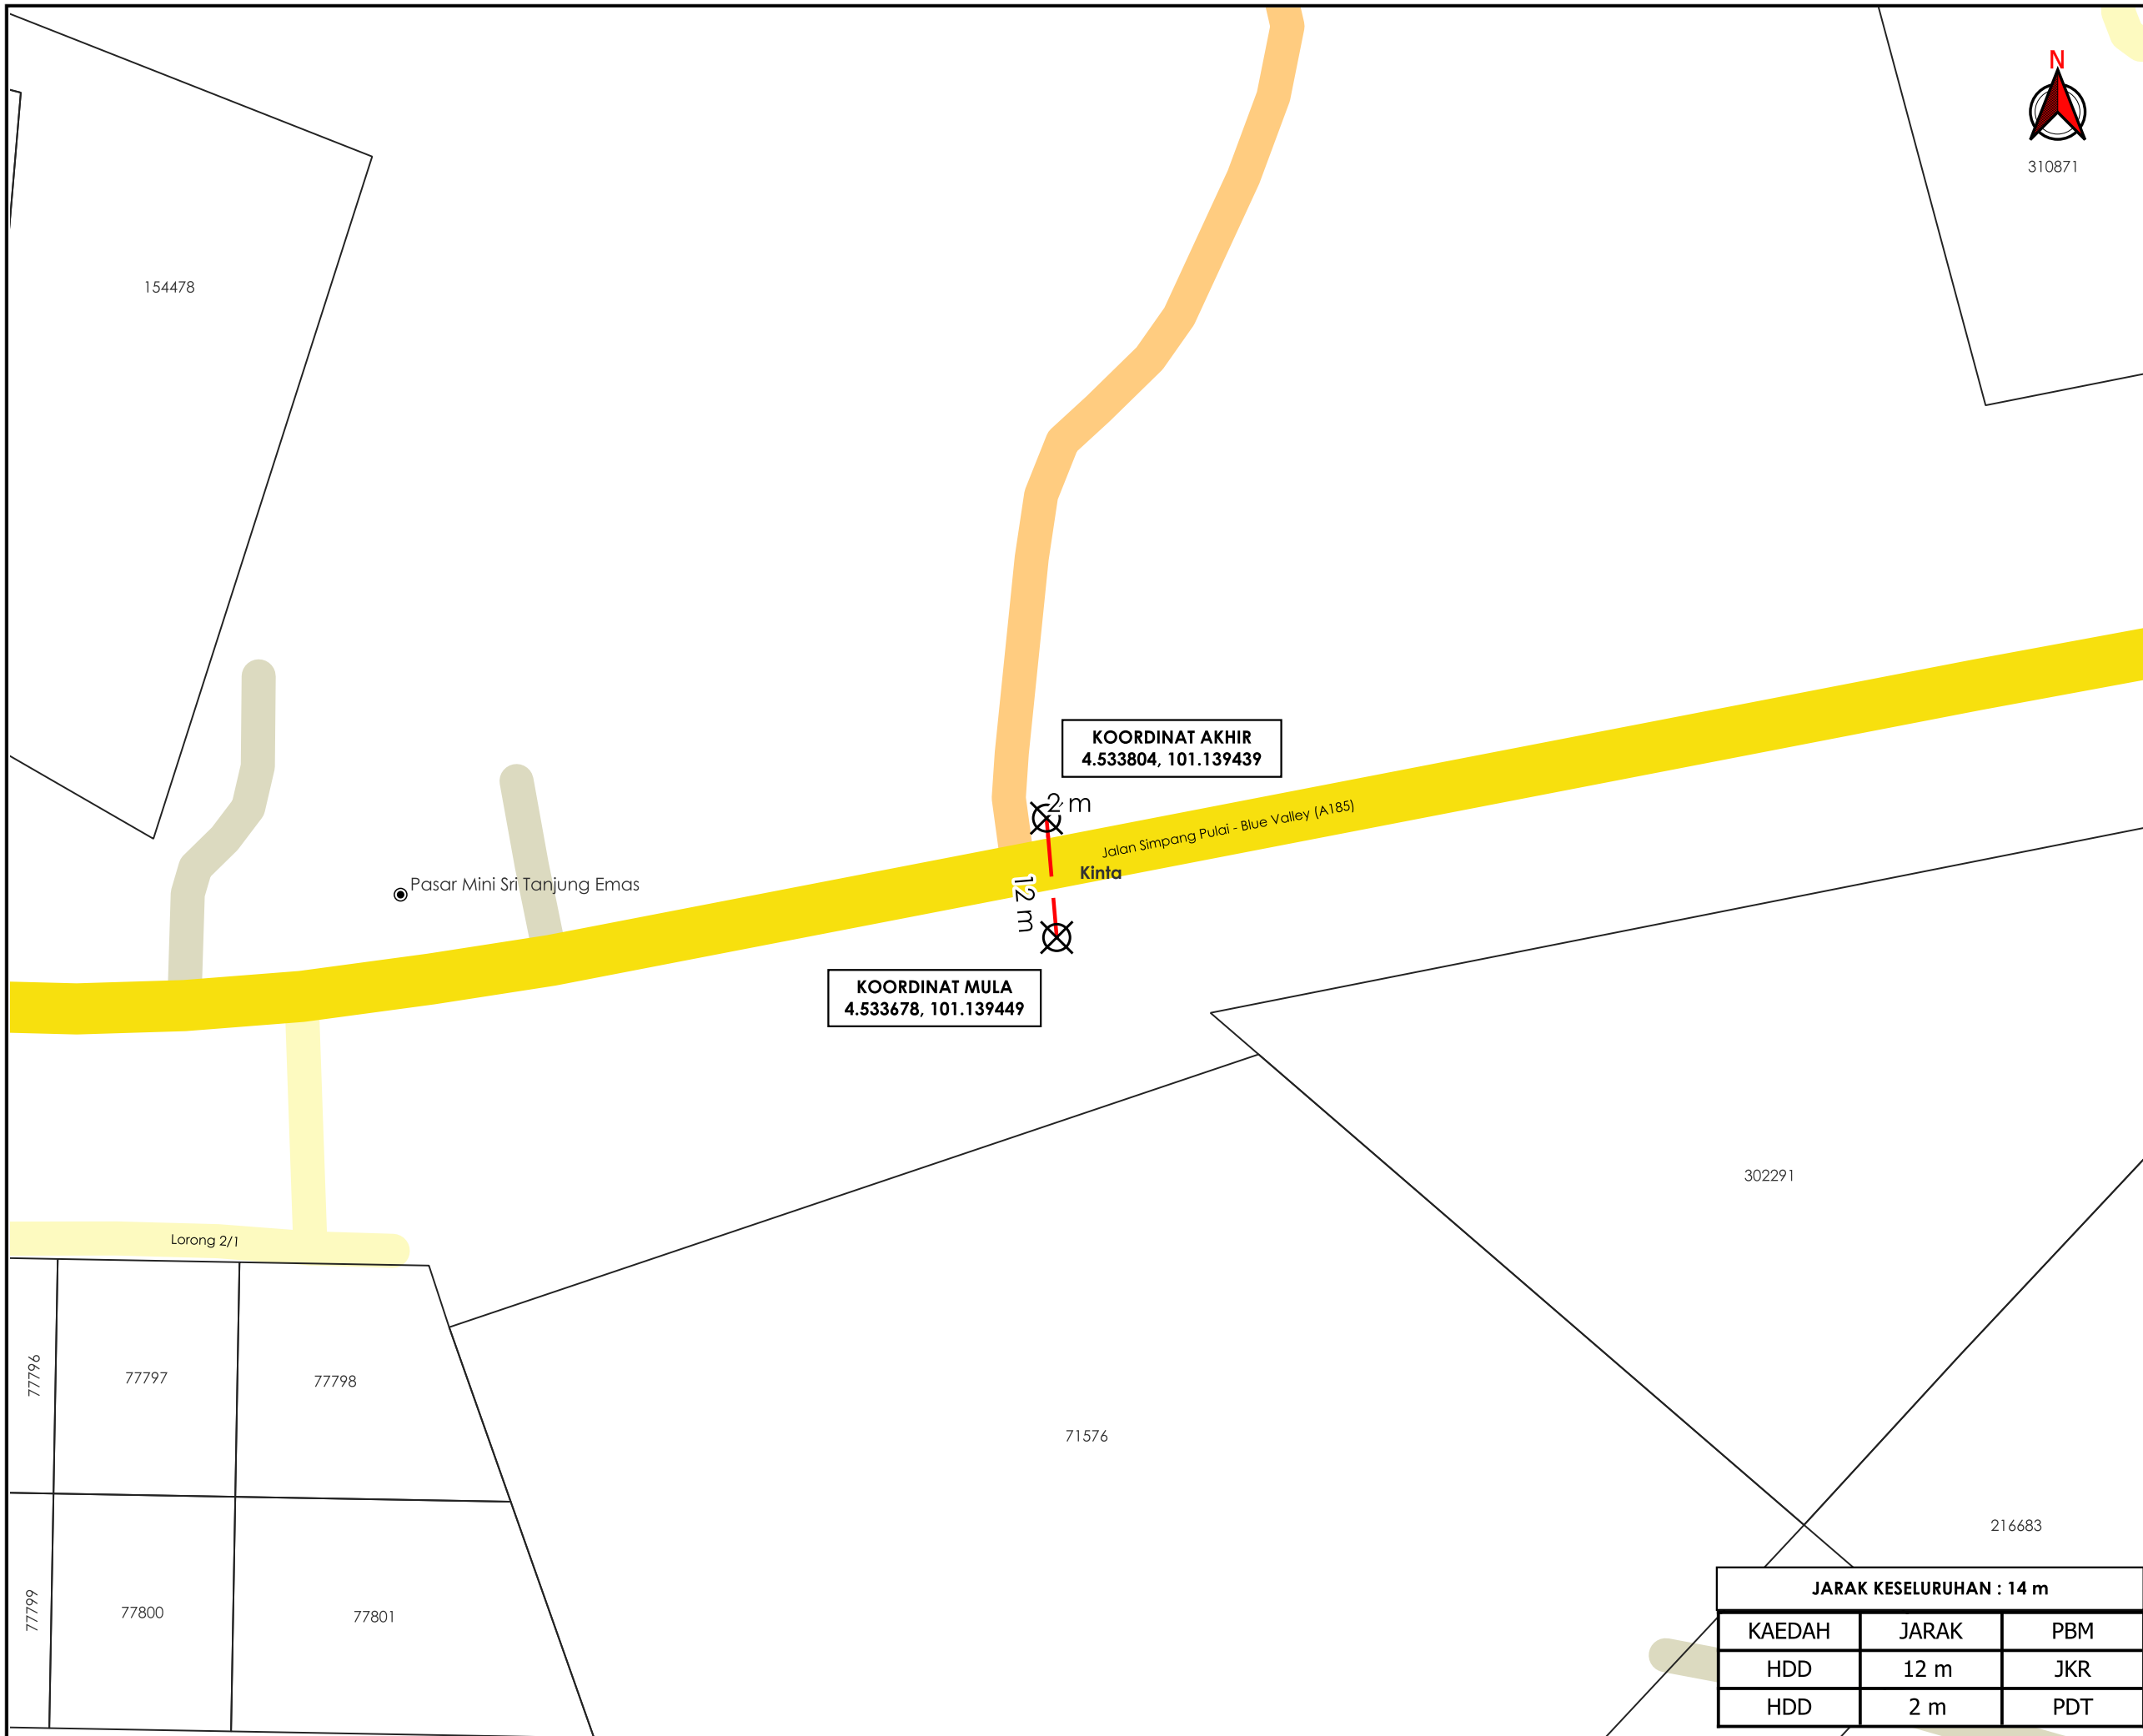 N
310871
154478
KOORDINAT AKHIR
4.533804, 101.139439
2 m
Jalan Simpang Pulai - Blue Valley (A185)
Kinta
12 m
Pasar Mini Sri Tanjung Emas
KOORDINAT MULA
4.533678, 101.139449
302291
Lorong 2/1
77796
77797
77798
71576
216683
77799
77800
77801
JARAK KESELURUHAN : 14 m
KAEDAH JARAK PBM
HDD 12 m JKR
HDD 2 m PDT